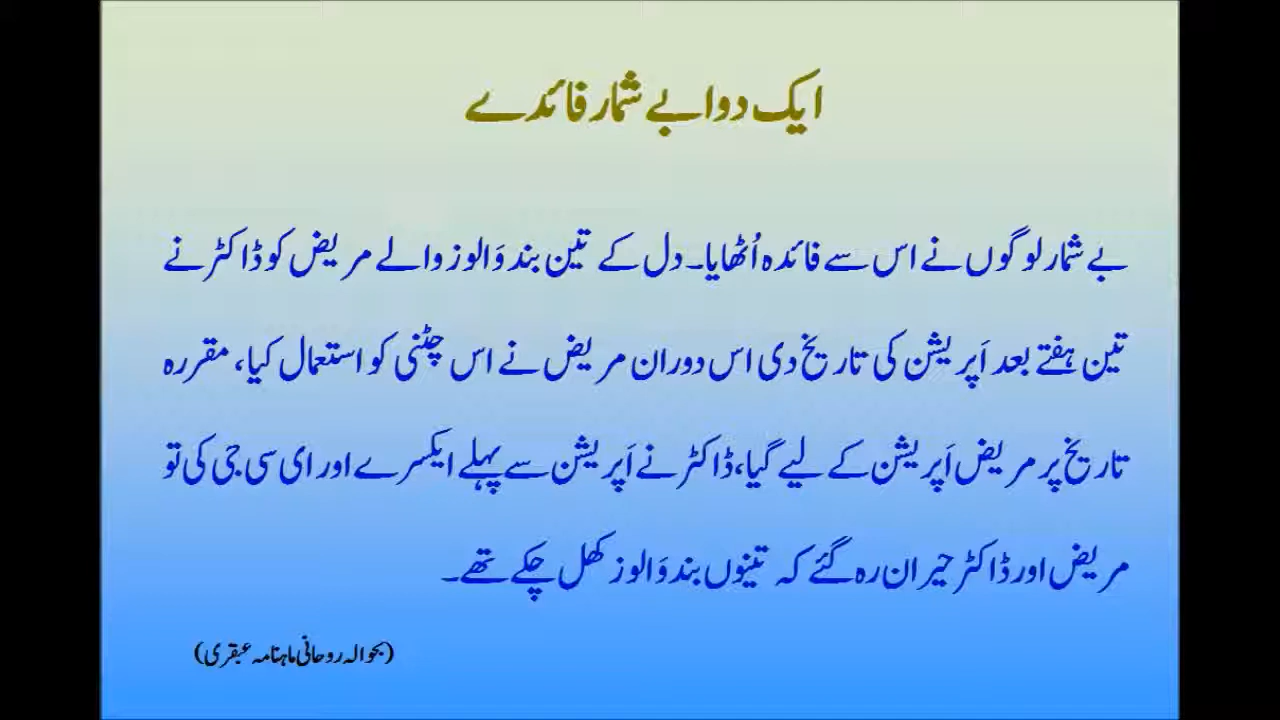 ایک دوا بے شمار فائدے
بے شمار لوگوں نے اس سے فائدہ اُٹھایا۔ دل کے تین بند وَالوز والے مریض کو ڈاکٹر نے
تین ہفتے بعد اَپریشن کی تاریخ دی اس دوران مریض نے اس چٹنی کو استعمال کیا، مقررہ
تاریخ پر مریض اَپریشن کے لیے گیا، ڈاکٹر نے اَپریشن سے پہلے ایکسرے اور ای سی جی کی تو
مریض اور ڈاکٹر حیران رہ گئے کہ تینوں بند وَالوز کھل چکے تھے۔
(بحوالہ روحانی ماہنامہ عبقری)